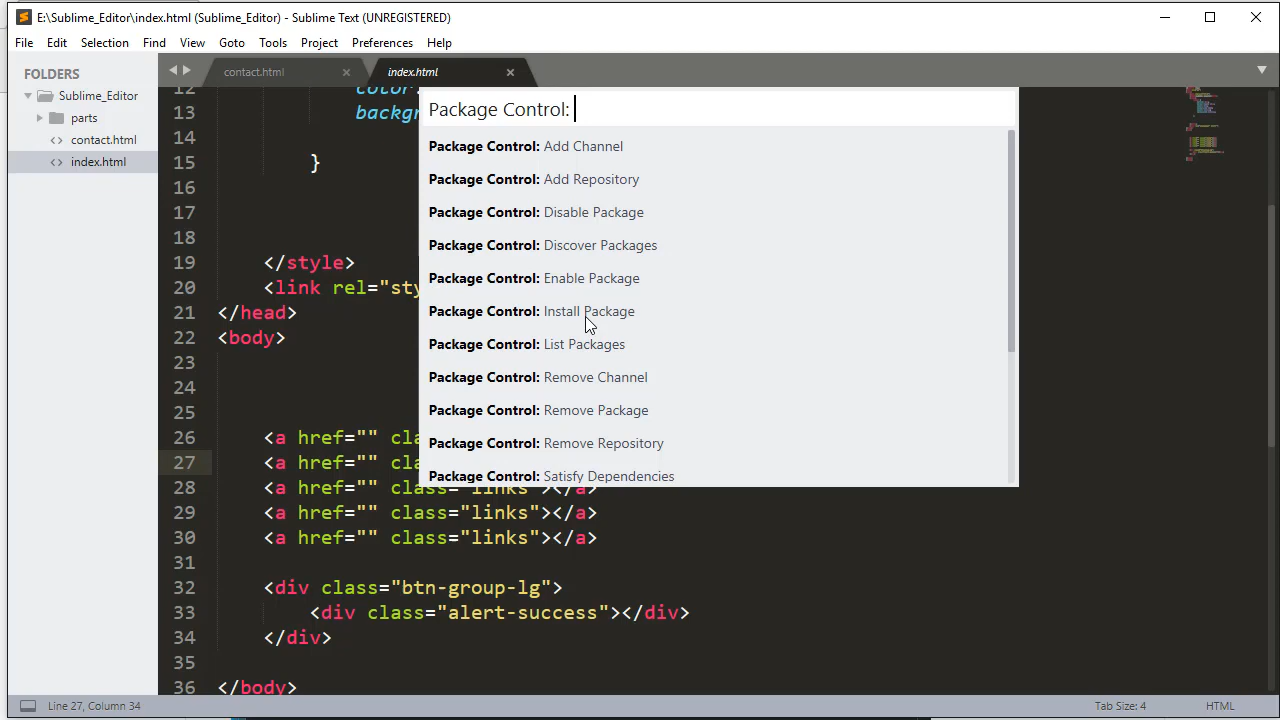 E:\Sublime_Editor\index.html (Sublime_Editor) - Sublime Text (UNREGISTERED)
File Edit Selection Find View Goto Tools Project Preferences Help
FOLDERS
Sublime_Editor
parts
contact.html
index.html
contact.html index.html
Package Control:
Package Control: Add Channel
Package Control: Add Repository
Package Control: Disable Package
Package Control: Discover Packages
Package Control: Enable Package
Package Control: Install Package
Package Control: List Packages
Package Control: Remove Channel
Package Control: Remove Package
Package Control: Remove Repository
Package Control: Satisfy Dependencies
12 color:
13 backgr
14
15 }
16
17
18
19 </style>
20 <link rel="sty
21 </head>
22 <body>
23
24
25
26 <a href="" cla
27 <a href="" cla
28 <a href="" class="links"></a>
29 <a href="" class="links"></a>
30 <a href="" class="links"></a>
31
32 <div class="btn-group-lg">
33 <div class="alert-success"></div>
34 </div>
35
36 </body>
Line 27, Column 34 Tab Size: 4 HTML